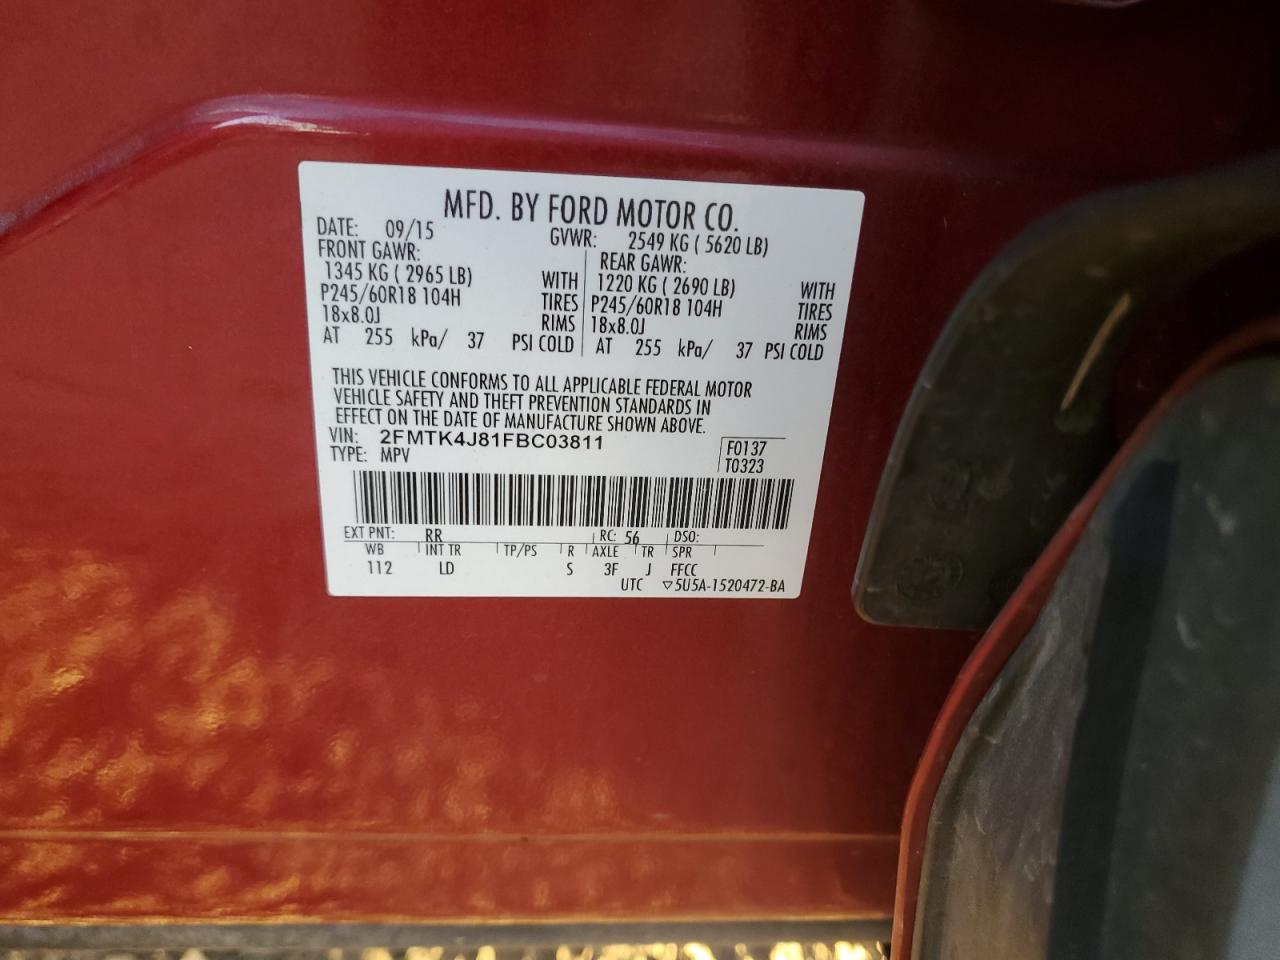 MFD. BY FORD MOTOR CO.
DATE: 09/15 GVWR: 2549 KG ( 5620 LB)
FRONT GAWR: REAR GAWR:
1345 KG ( 2965 LB) WITH 1220 KG ( 2690 LB) WITH
P245/60R18 104H TIRES P245/60R18 104H TIRES
18x8.0J RIMS 18x8.0J RIMS
AT 255 kPa/ 37 PSI COLD AT 255 kPa/ 37 PSI COLD
THIS VEHICLE CONFORMS TO ALL APPLICABLE FEDERAL MOTOR
VEHICLE SAFETY AND THEFT PREVENTION STANDARDS IN
EFFECT ON THE DATE OF MANUFACTURE SHOWN ABOVE.
VIN: 2FMTK4J81FBC03811 F0137
TYPE: MPV T0323
EXT PNT: RR RC: 56 DSO:
WB INT TR TP/PS R AXLE TR SPR
112 LD S 3F J FFCC
UTC ▽5U5A-1520472-BA